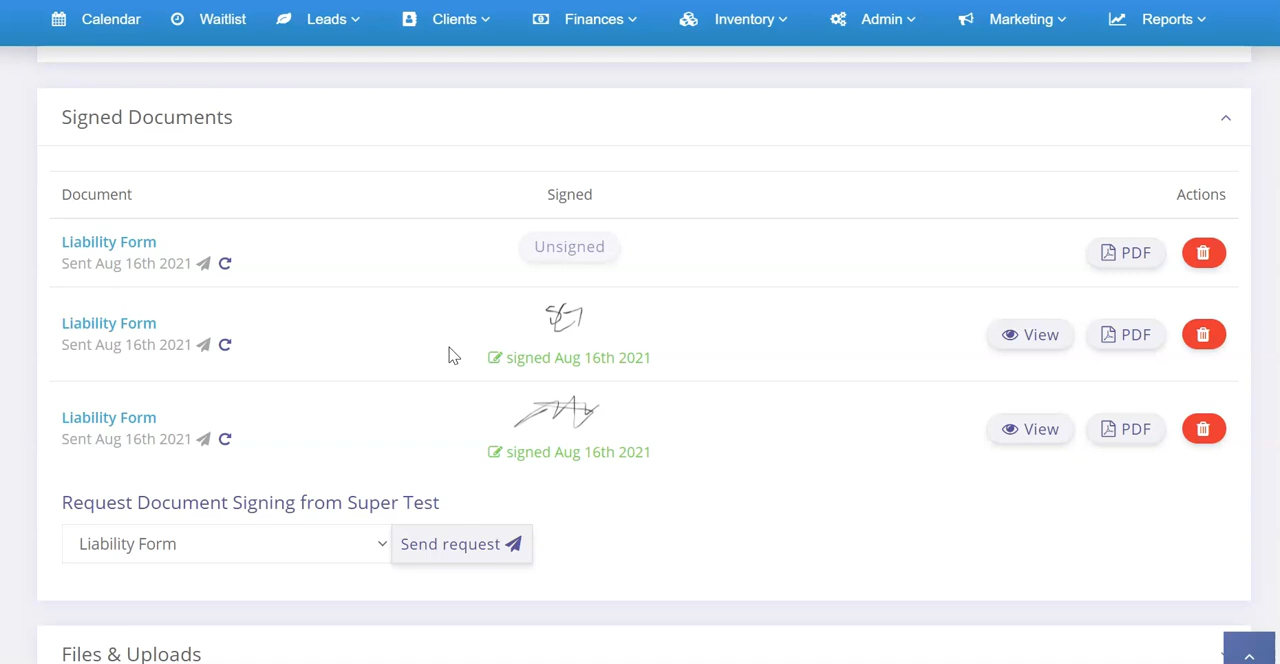 Calendar Waitlist Leads Clients Finances Inventory Admin Marketing Reports
Signed Documents
Document Signed Actions
Liability Form
Sent Aug 16th 2021
Unsigned
PDF
Liability Form
Sent Aug 16th 2021
signed Aug 16th 2021
View PDF
Liability Form
Sent Aug 16th 2021
signed Aug 16th 2021
View PDF
Request Document Signing from Super Test
Liability Form Send request
Files & Uploads